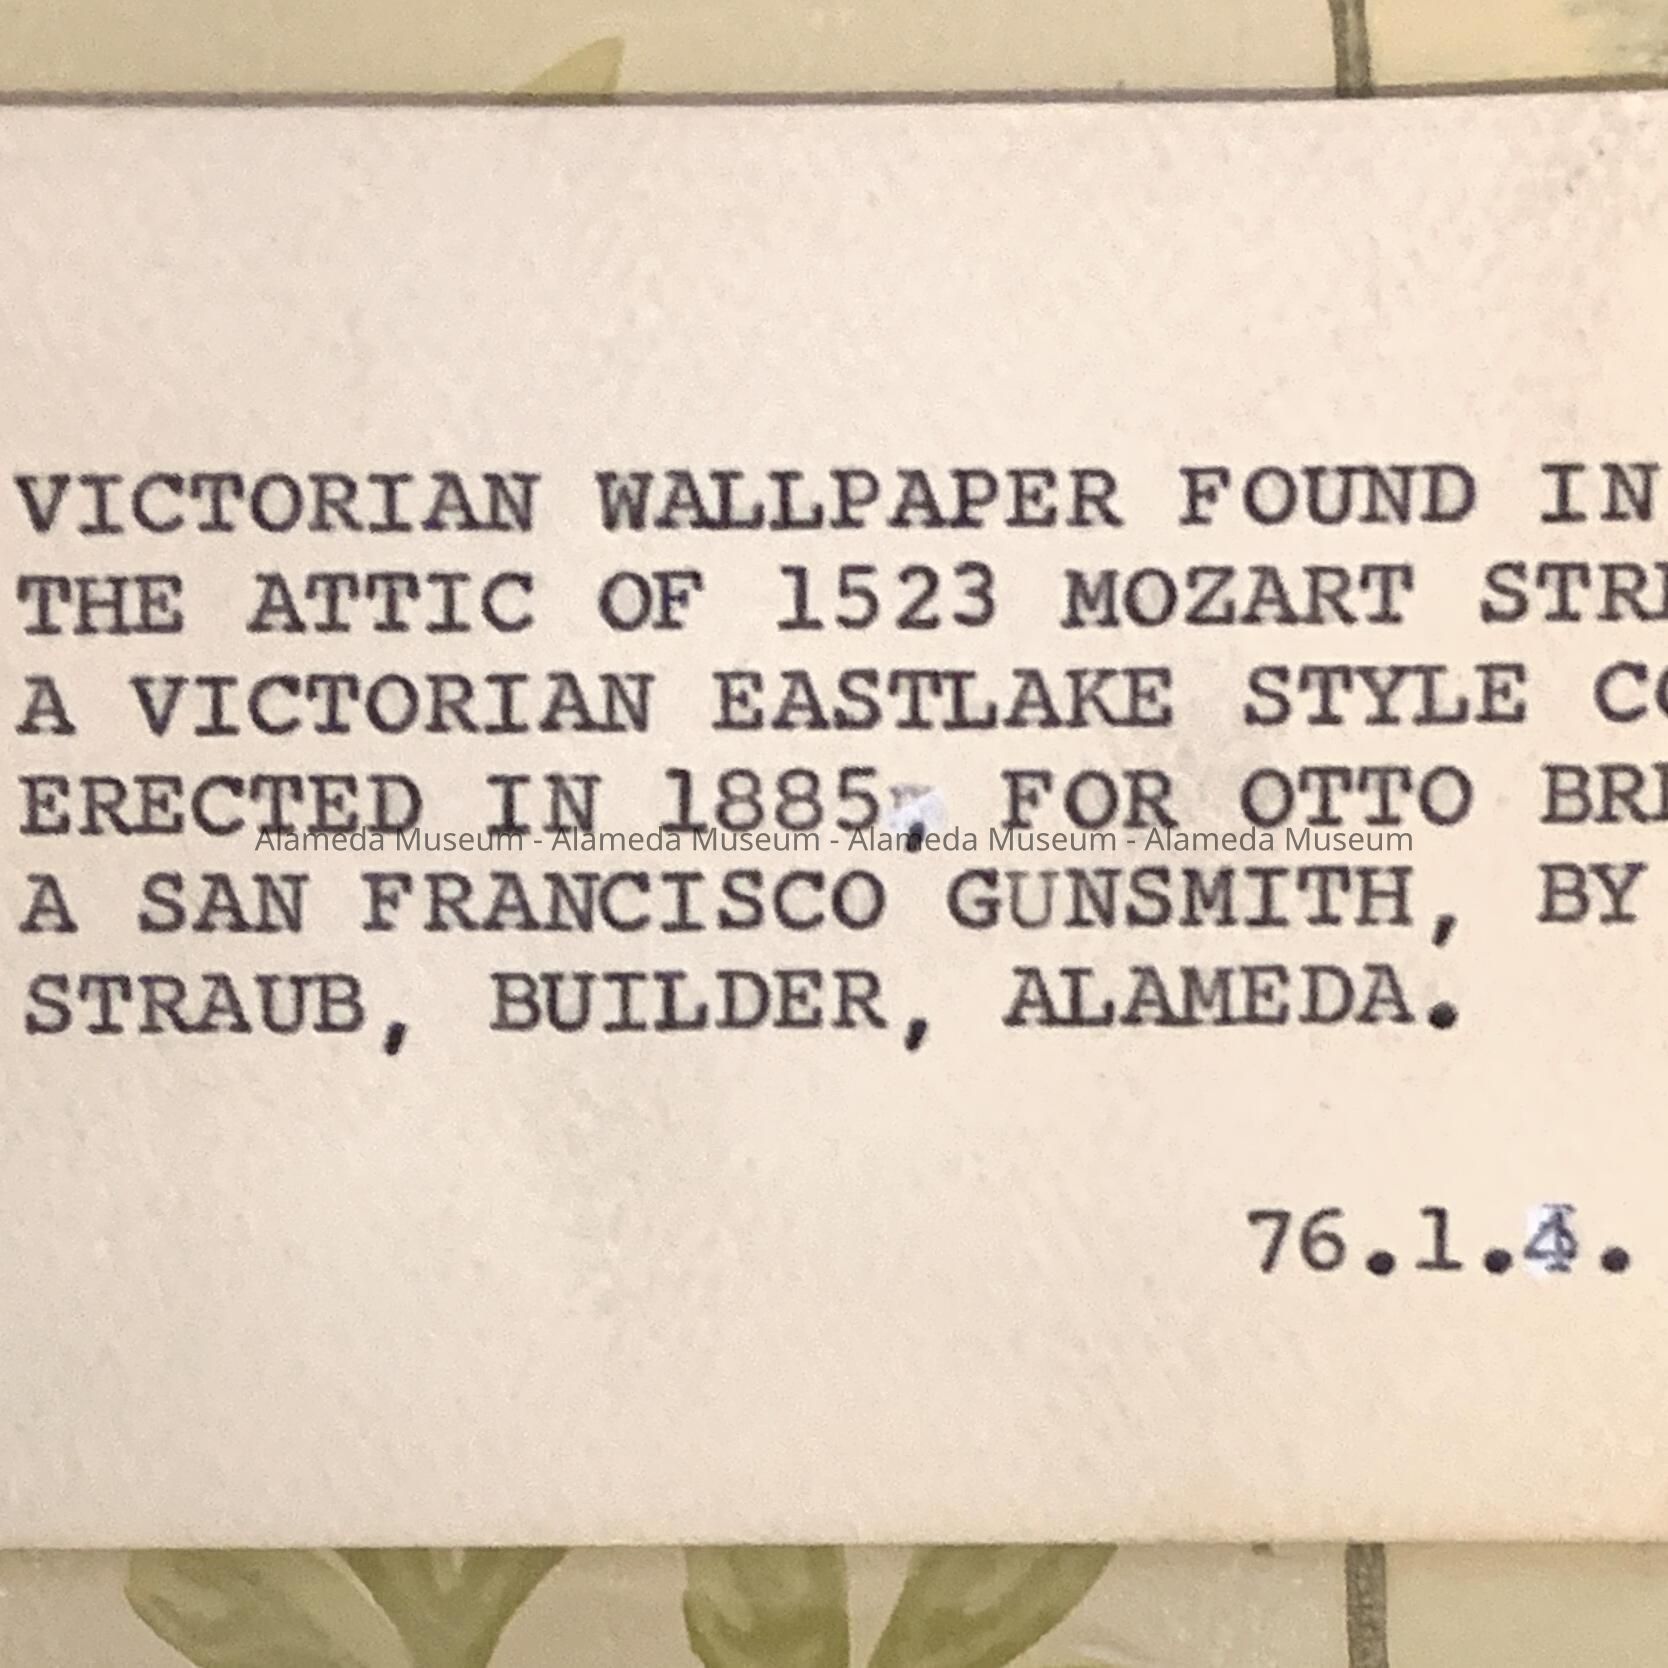 VICTORIAN WALLPAPER FOUND IN
THE ATTIC OF 1523 MOZART
A VICTORIAN EASTLAKE STYLE
ERECTED IN 1885, FOR OTTO
Alameda Museum - Alameda Museum - Alameda Museum - Alameda Museum
A SAN FRANCISCO GUNSMITH, BY
STRAUB, BUILDER, ALAMEDA.
76.1.4.